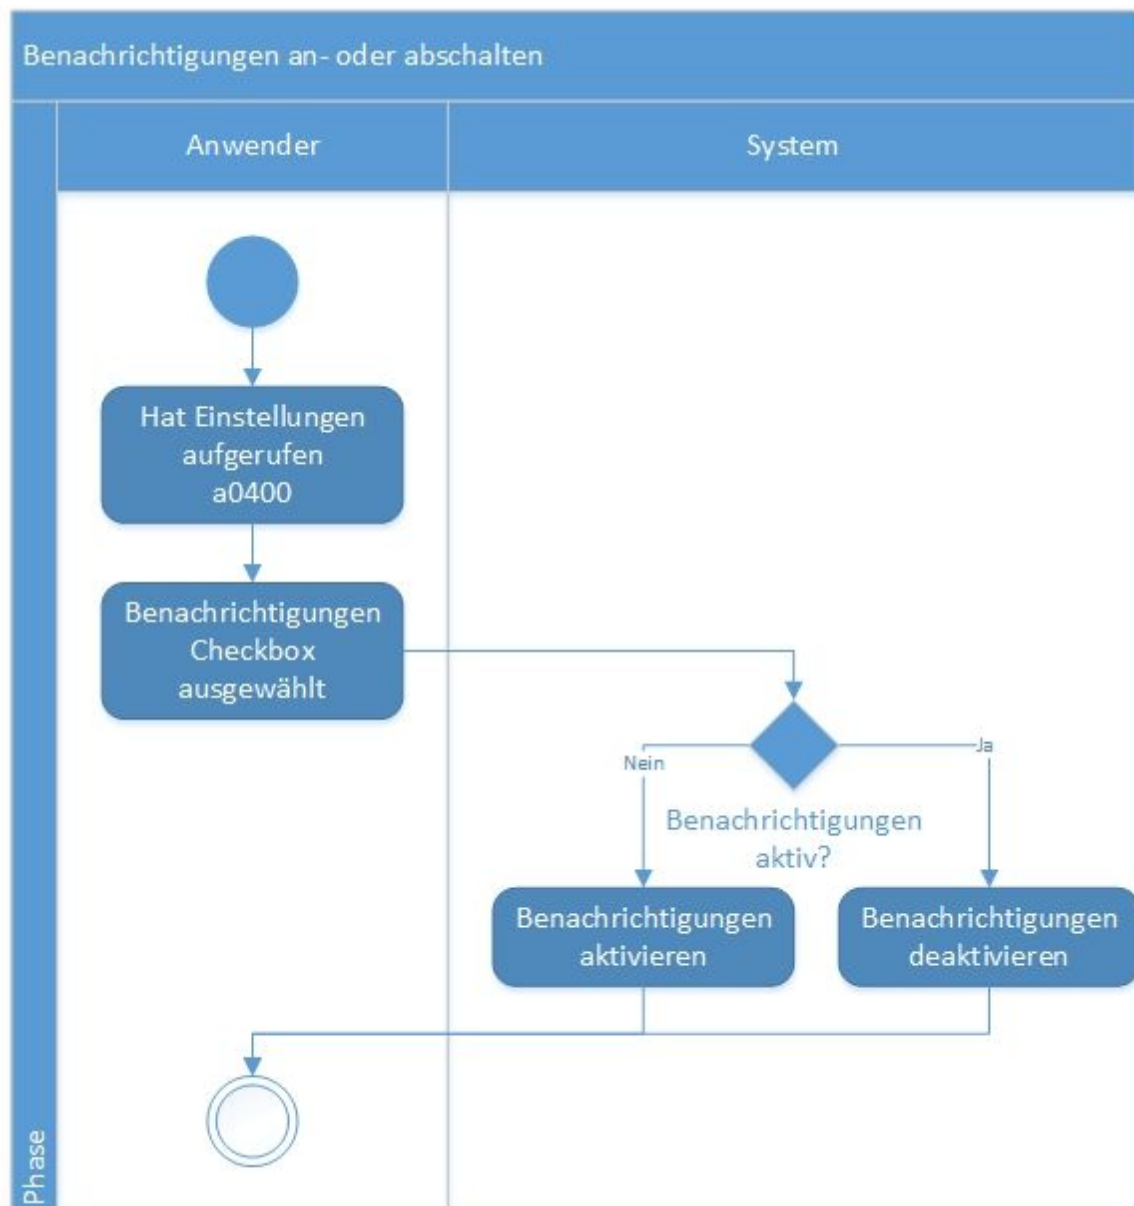 Benachrichtigungen an- oder abschalten
Anwender
System
Hat Einstellungen
aufgerufen
a0400
Benachrichtigungen
Checkbox
ausgewählt
Nein
Ja
Benachrichtigungen
aktiv?
Benachrichtigungen
aktivieren
Benachrichtigungen
deaktivieren
Phase